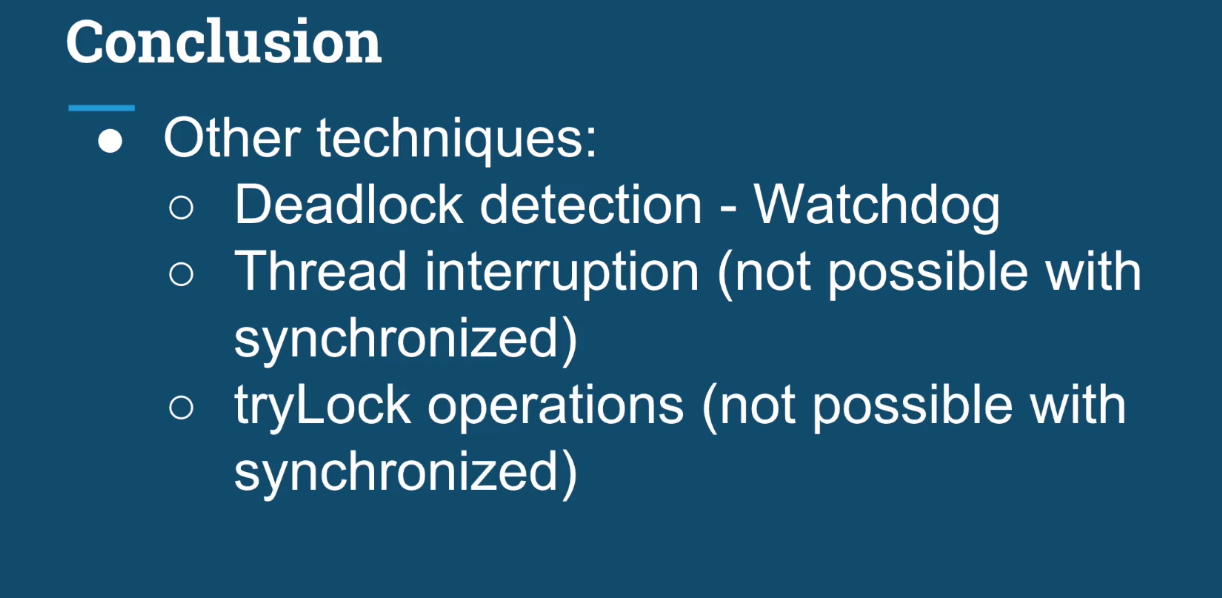 Conclusion
● Other techniques:
○ Deadlock detection - Watchdog
○ Thread interruption (not possible with
synchronized)
○ tryLock operations (not possible with
synchronized)